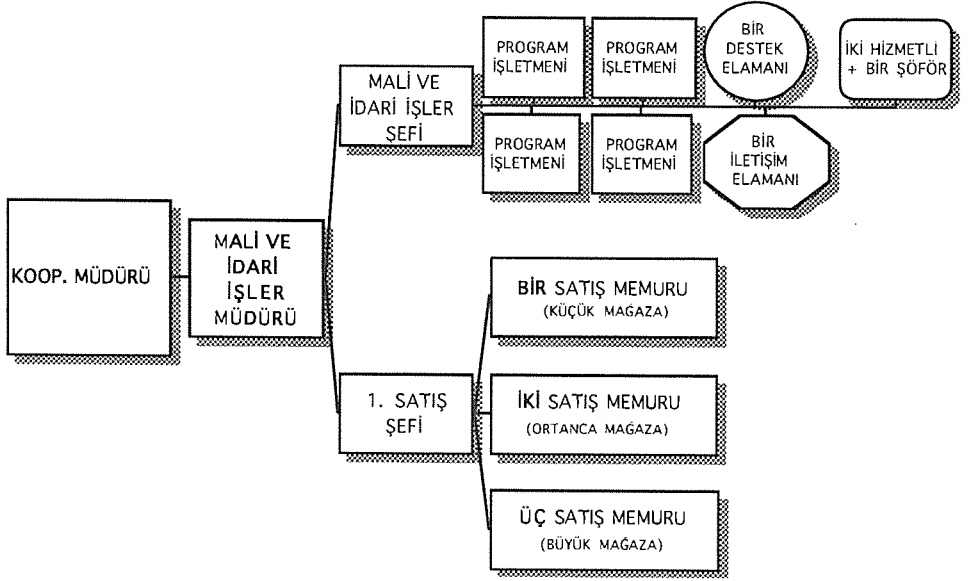 KOOP. MÜDÜRÜ
MALİ VE
İDARİ
İŞLER
MÜDÜRÜ
MALİ VE
İDARİ İŞLER
ŞEFİ
PROGRAM
İŞLETMENİ
PROGRAM
İŞLETMENİ
BİR
DESTEK
ELAMANI
İKİ HİZMETLİ
+ BİR ŞÓFÓR
PROGRAM
İŞLETMENİ
PROGRAM
İŞLETMENİ
BİR
İLETİŞİM
ELAMANI
1. SATIŞ
ŞEFİ
BİR SATIŞ MEMURU
(KÜÇÜK MAĞAZA)
İKİ SATIŞ MEMURU
(ORTANCA MAĞAZA)
ÜÇ SATIŞ MEMURU
(BÜYÜK MAĞAZA)